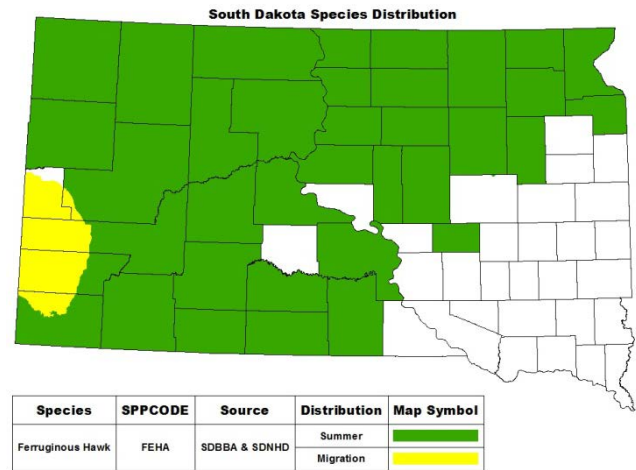 South Dakota Species Distribution
Species SPPCODE Source Distribution Map Symbol
Ferruginous Hawk FEHA SDBBA & SDNHD Summer
Migration